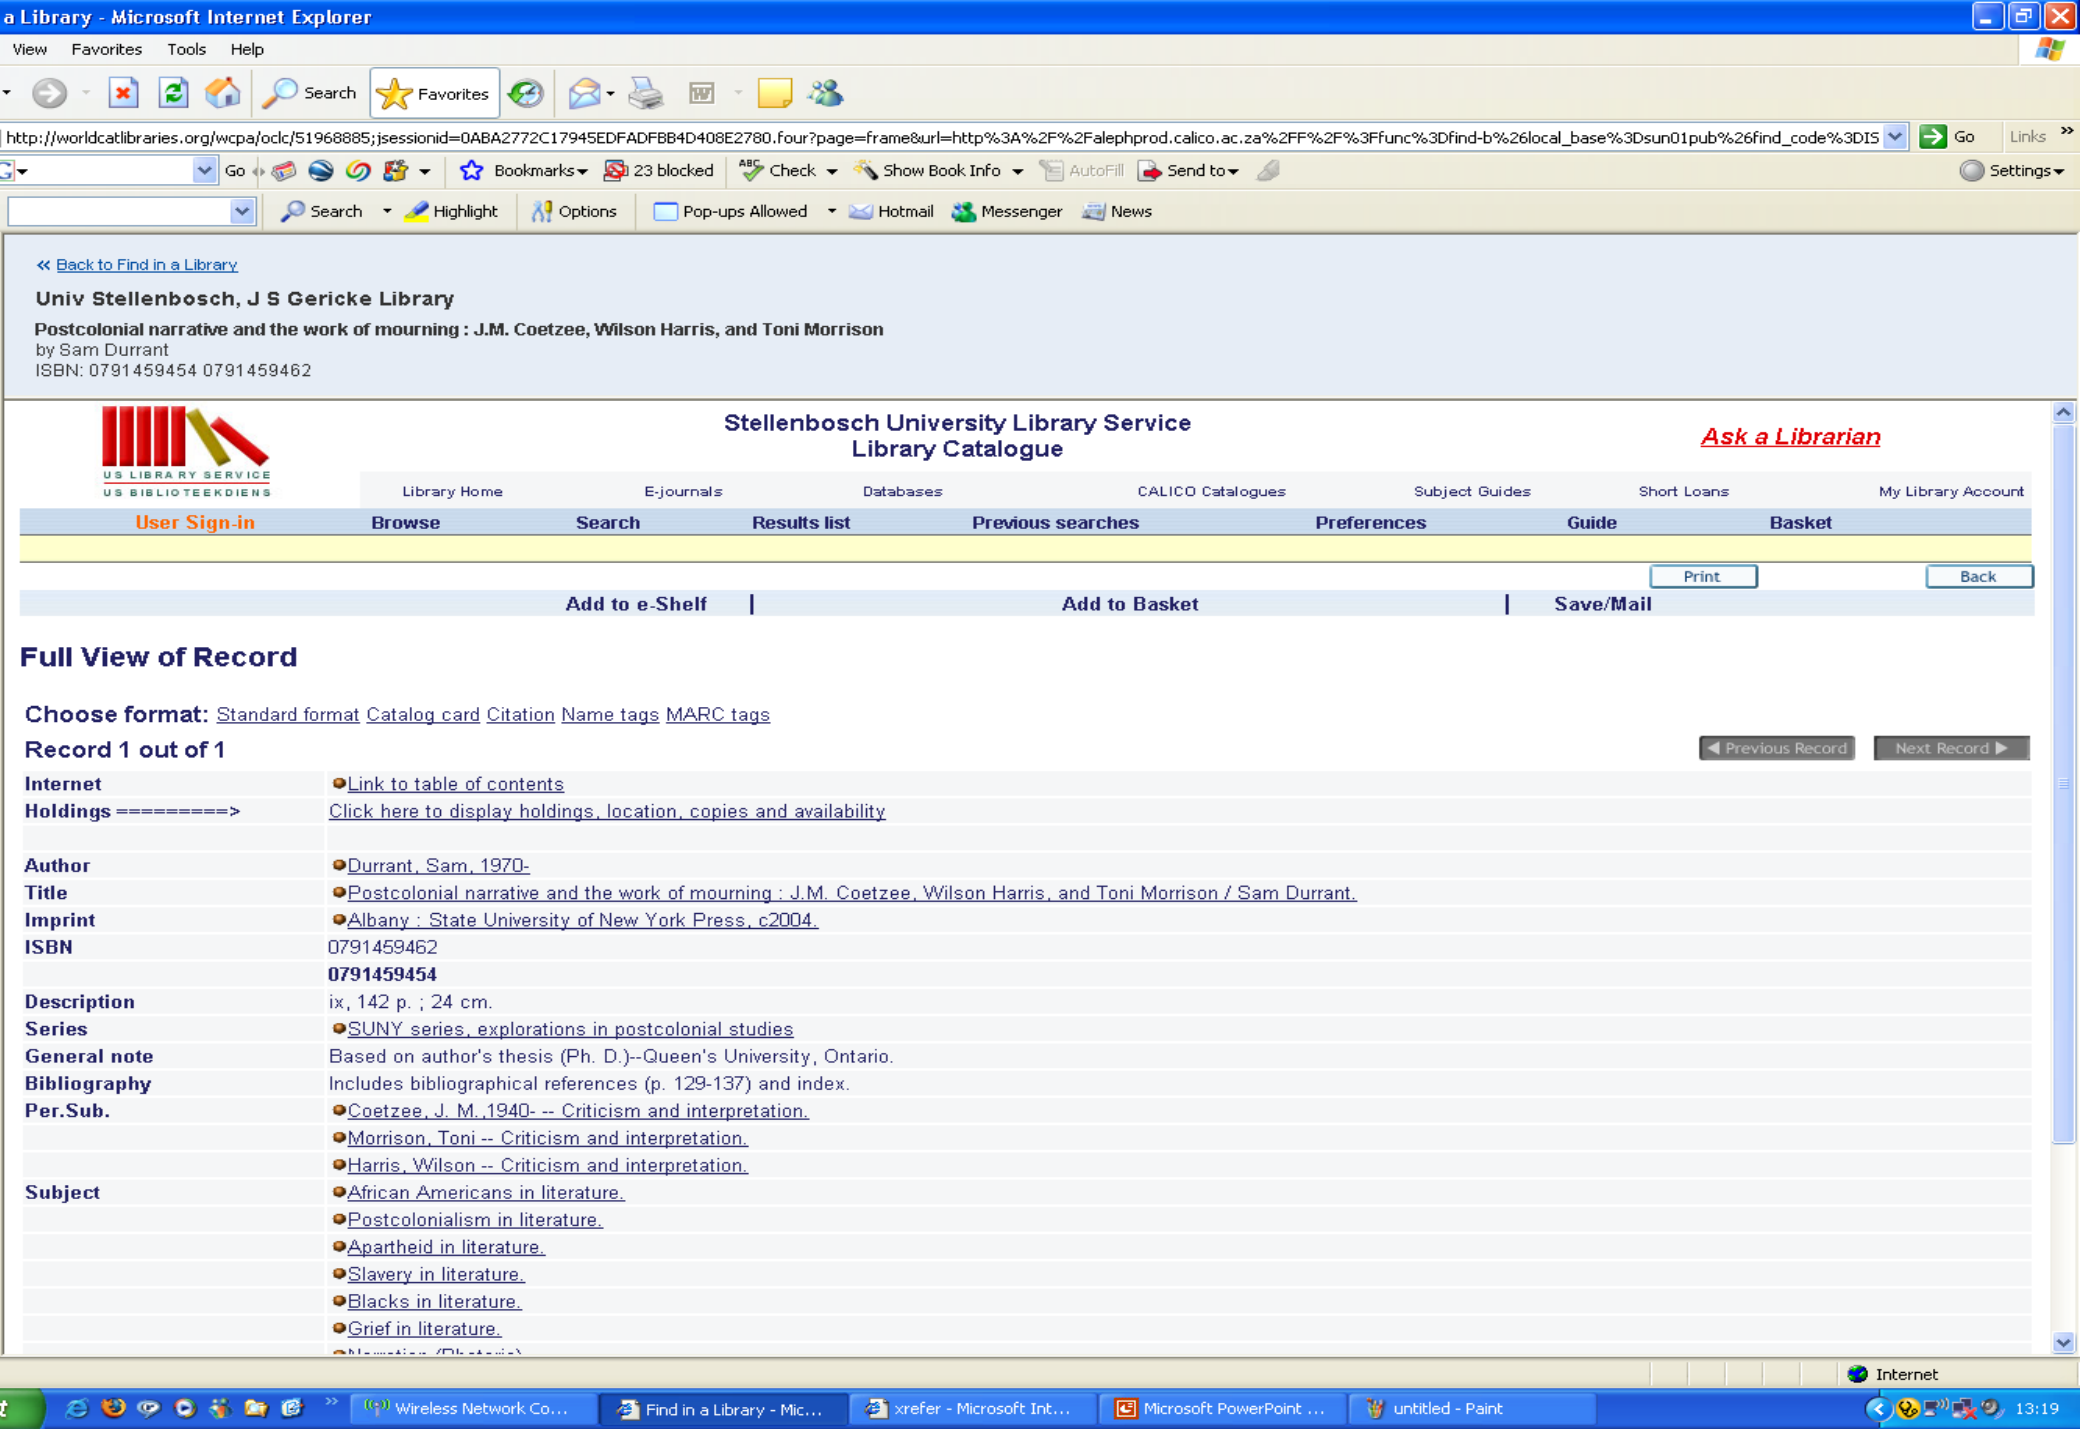 a Library - Microsoft Internet Explorer
View Favorites Tools Help
Search Favorites
http://worldcatlibraries.org/wcpa/oclc/51968885;jsessionid=0ABA2772C17945EDFADFBB4D408E2780.four?page=frame&url=http%3A%2F%2Falephprod.calico.ac.za%2FF%2F%3Ffunc%3Dfind-b%26local_base%3Dsun01pub%26find_code%3DIS Go Links »
G Go Bookmarks 23 blocked ABC Check Show Book Info AutoFill Send to Settings
Search Highlight Options Pop-ups Allowed Hotmail Messenger News
« Back to Find in a Library
Univ Stellenbosch, J S Gericke Library
Postcolonial narrative and the work of mourning : J.M. Coetzee, Wilson Harris, and Toni Morrison
by Sam Durrant
ISBN: 0791459454 0791459462
US LIBRARY SERVICE
US BIBLIOTEEKDIENS
Stellenbosch University Library Service
Library Catalogue
Ask a Librarian
Library Home E-journals Databases CALICO Catalogues Subject Guides Short Loans My Library Account
User Sign-in Browse Search Results list Previous searches Preferences Guide Basket
Print Back
Add to e-Shelf | Add to Basket | Save/Mail
Full View of Record
Choose format: Standard format Catalog card Citation Name tags MARC tags
Record 1 out of 1 Previous Record Next Record
Internet Link to table of contents
Holdings =========> Click here to display holdings, location, copies and availability
Author Durrant, Sam, 1970-
Title Postcolonial narrative and the work of mourning : J.M. Coetzee, Wilson Harris, and Toni Morrison / Sam Durrant.
Imprint Albany : State University of New York Press, c2004.
ISBN 0791459462
0791459454
Description ix, 142 p. ; 24 cm.
Series SUNY series, explorations in postcolonial studies
General note Based on author's thesis (Ph. D.)--Queen's University, Ontario.
Bibliography Includes bibliographical references (p. 129-137) and index.
Per.Sub. Coetzee, J. M.,1940- -- Criticism and interpretation.
Morrison, Toni -- Criticism and interpretation.
Harris, Wilson -- Criticism and interpretation.
Subject African Americans in literature.
Postcolonialism in literature.
Apartheid in literature.
Slavery in literature.
Blacks in literature.
Grief in literature.
Narration (Rhetoric)
Internet
t » Wireless Network Co... Find in a Library - Mic... xrefer - Microsoft Int... Microsoft PowerPoint ... untitled - Paint 13:19